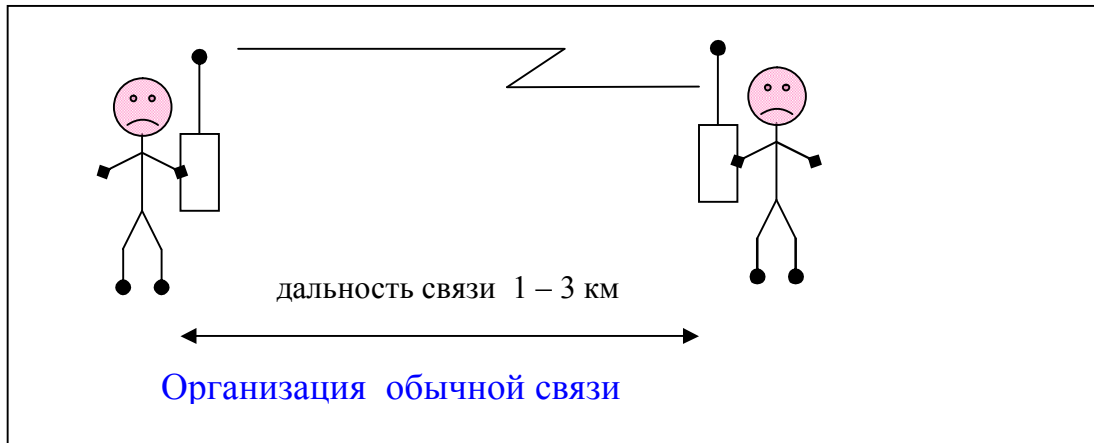 дальность связи 1 – 3 км
Организация обычной связи